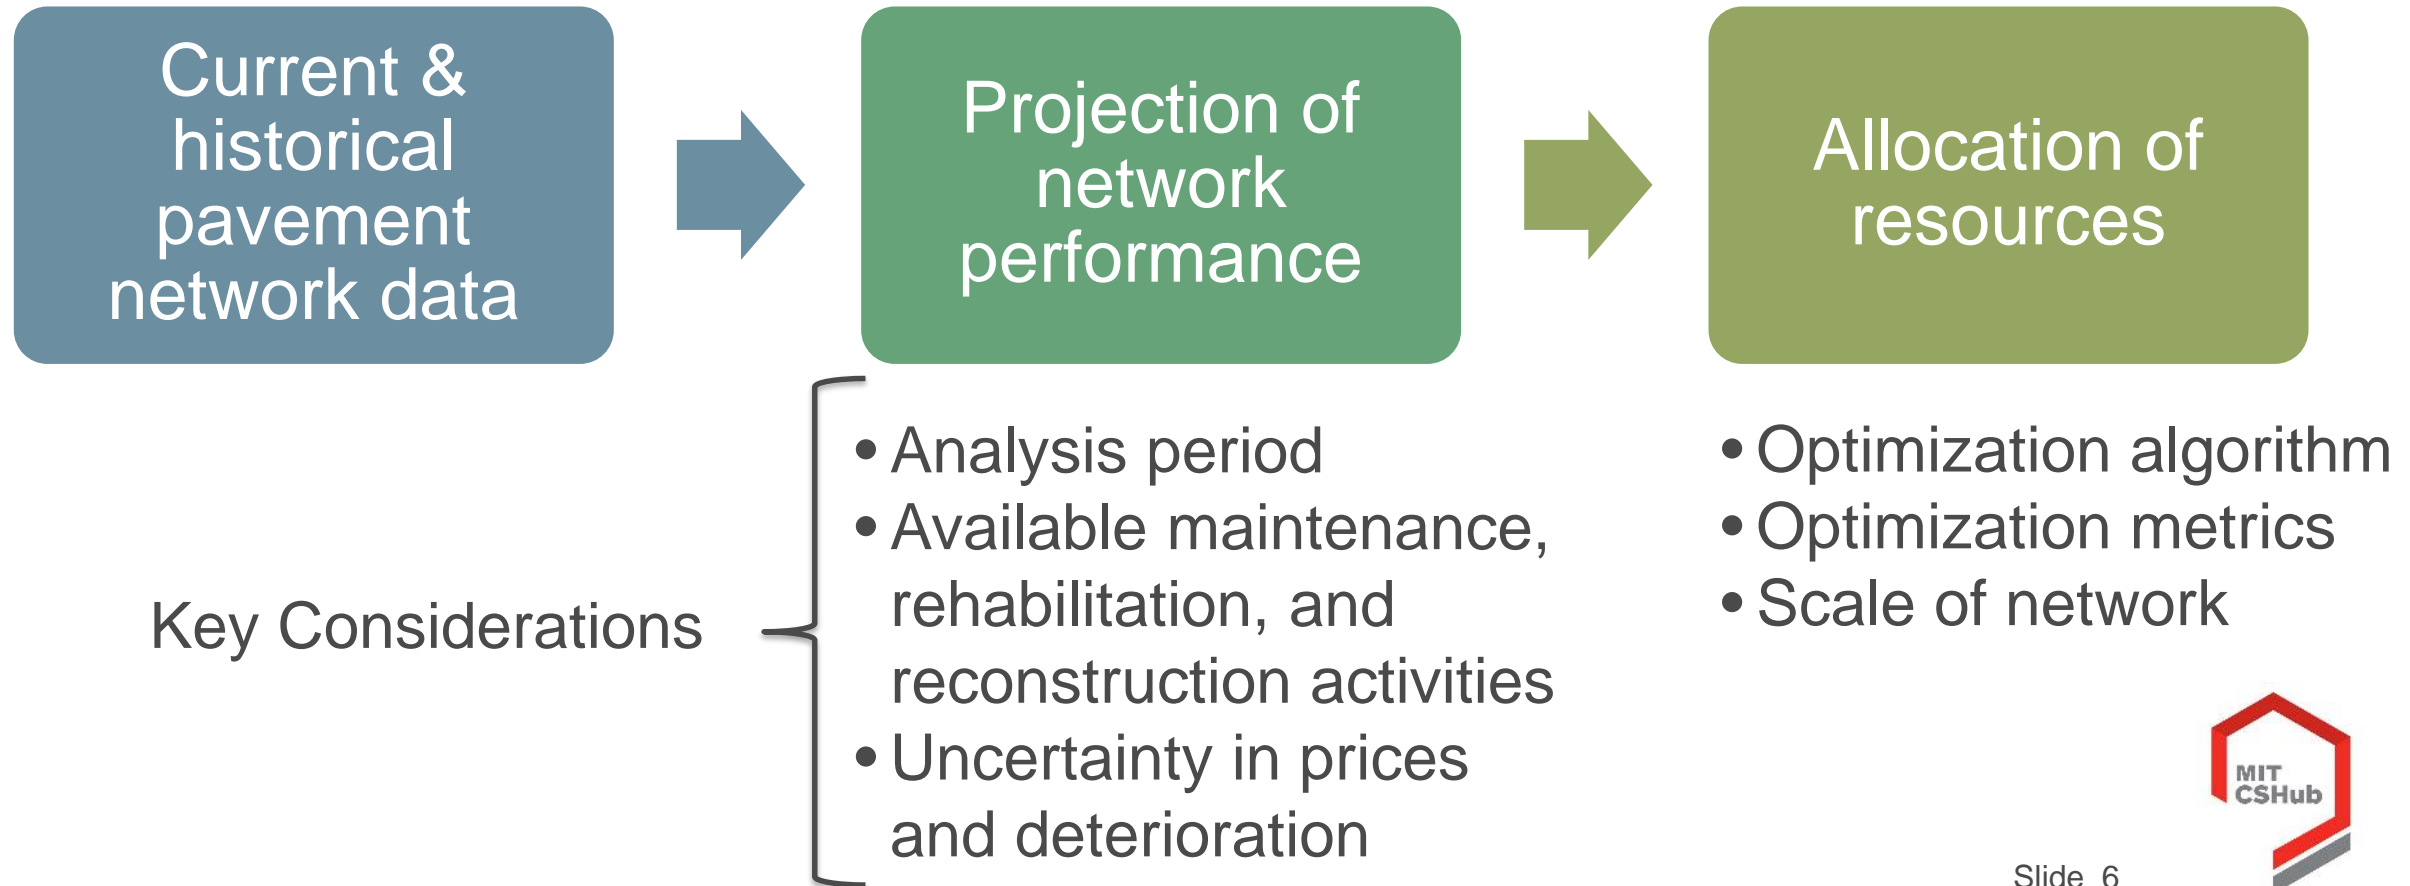 Current &
historical
pavement
network data
Projection of
network
performance
Allocation of
resources
Key Considerations
• Analysis period
• Available maintenance,
rehabilitation, and
reconstruction activities
• Uncertainty in prices
and deterioration
• Optimization algorithm
• Optimization metrics
• Scale of network
MIT
CSHub
Slide 6